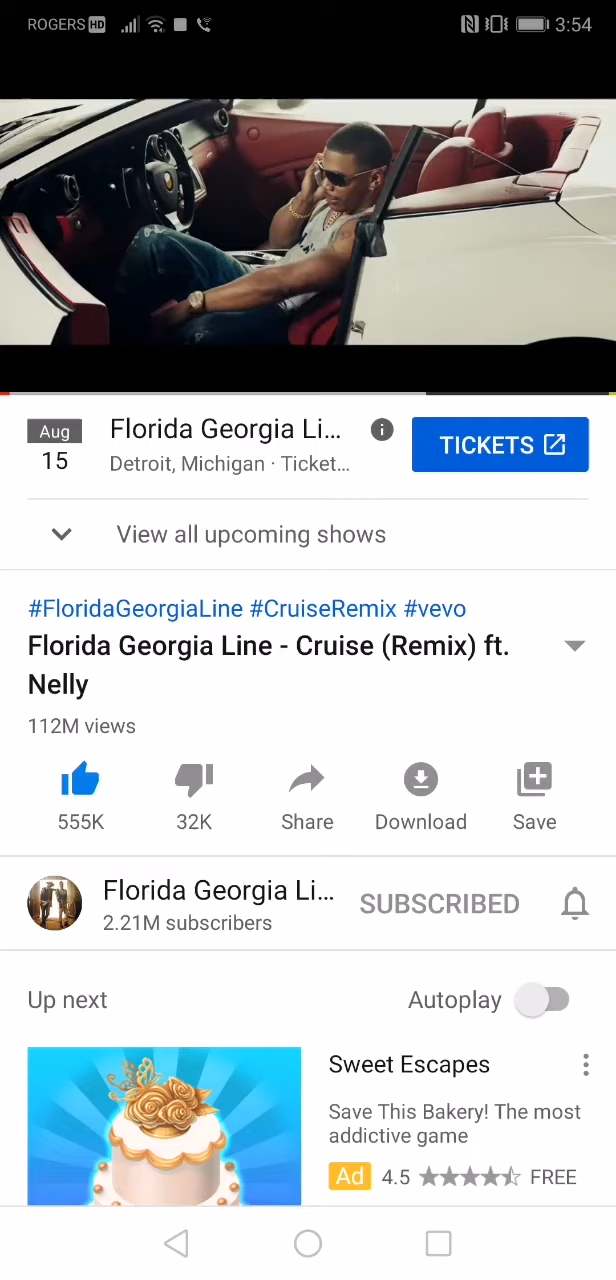 ROGERS HD 3:54
Aug
15
Florida Georgia Li...
Detroit, Michigan · Ticket...
TICKETS
View all upcoming shows
#FloridaGeorgiaLine #CruiseRemix #vevo
Florida Georgia Line - Cruise (Remix) ft.
Nelly
112M views
555K 32K Share Download Save
Florida Georgia Li...
2.21M subscribers
SUBSCRIBED
Up next Autoplay
Sweet Escapes
Save This Bakery! The most
addictive game
Ad 4.5 FREE